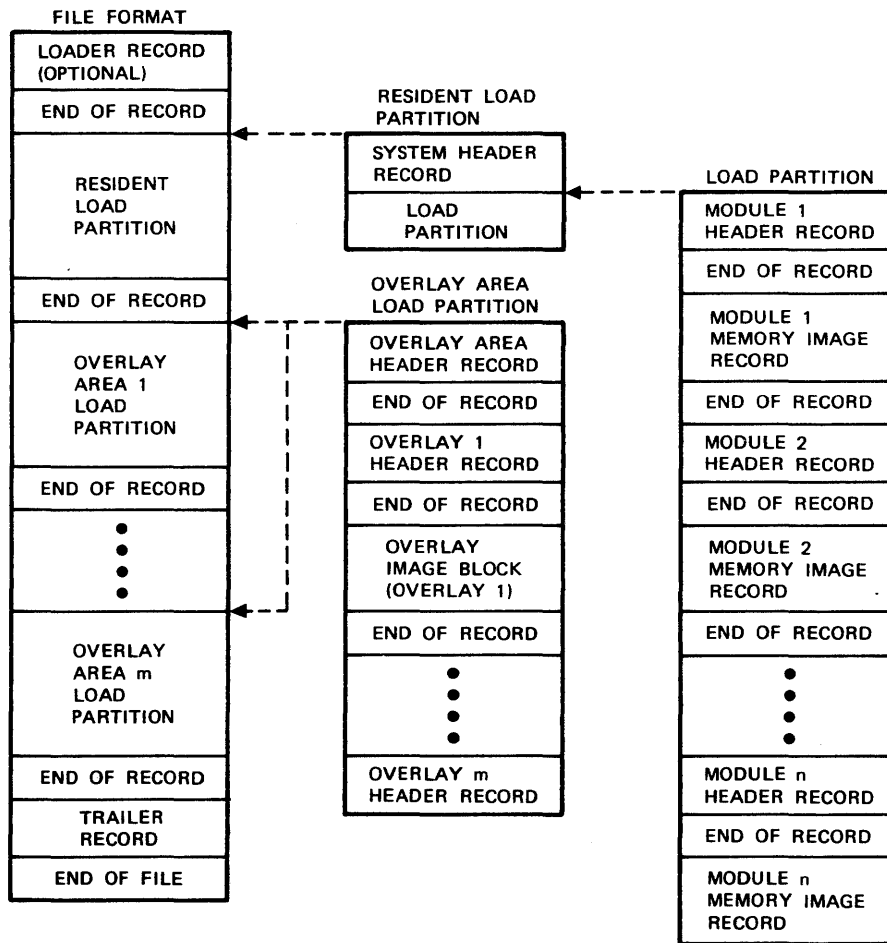 FILE FORMAT
LOADER RECORD
(OPTIONAL)
END OF RECORD
RESIDENT
LOAD
PARTITION
END OF RECORD
OVERLAY
AREA 1
LOAD
PARTITION
END OF RECORD
OVERLAY
AREA m
LOAD
PARTITION
END OF RECORD
TRAILER
RECORD
END OF FILE
RESIDENT LOAD
PARTITION
SYSTEM HEADER
RECORD
LOAD
PARTITION
OVERLAY AREA
LOAD PARTITION
OVERLAY AREA
HEADER RECORD
END OF RECORD
OVERLAY 1
HEADER RECORD
END OF RECORD
OVERLAY
IMAGE BLOCK
(OVERLAY 1)
END OF RECORD
OVERLAY m
HEADER RECORD
LOAD PARTITION
MODULE 1
HEADER RECORD
END OF RECORD
MODULE 1
MEMORY IMAGE
RECORD
END OF RECORD
MODULE 2
HEADER RECORD
END OF RECORD
MODULE 2
MEMORY IMAGE
RECORD
END OF RECORD
MODULE n
HEADER RECORD
END OF RECORD
MODULE n
MEMORY IMAGE
RECORD